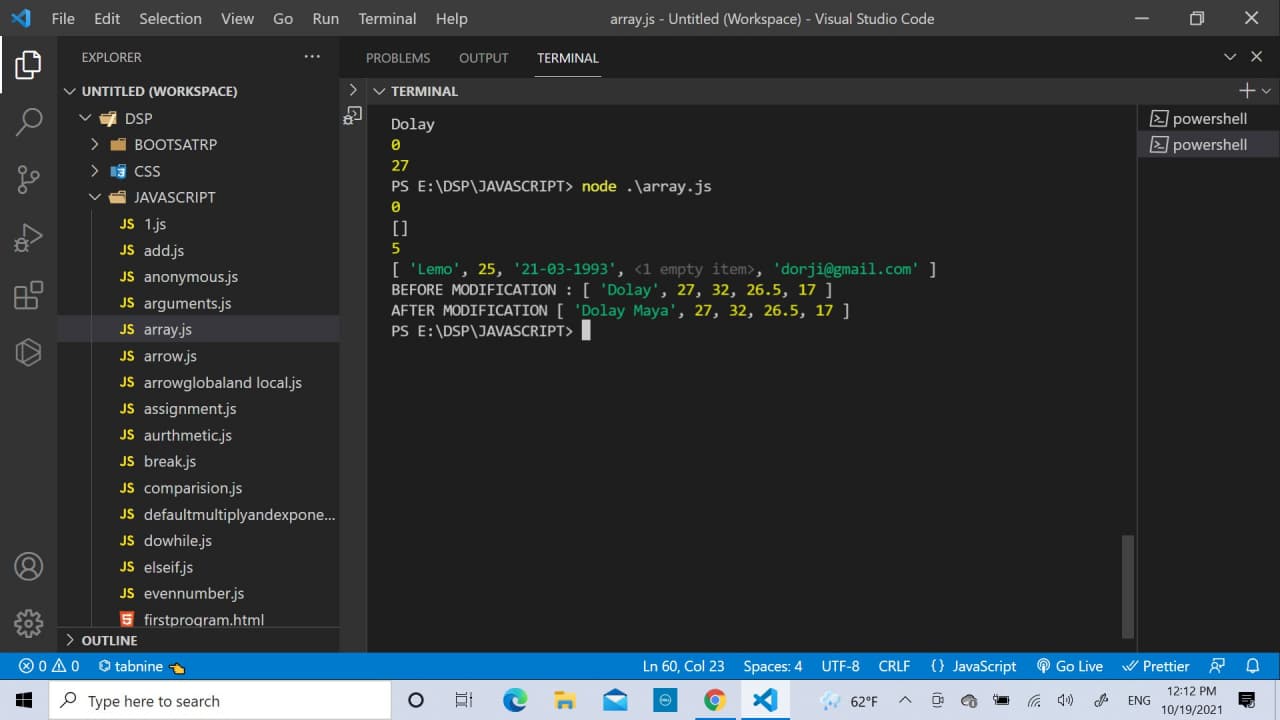 File Edit Selection View Go Run Terminal Help array.js - Untitled (Workspace) - Visual Studio Code
EXPLORER
UNTITLED (WORKSPACE)
DSP
BOOTSATRP
CSS
JAVASCRIPT
JS 1.js
JS add.js
JS anonymous.js
JS arguments.js
JS array.js
JS arrow.js
JS arrowglobaland local.js
JS assignment.js
JS aurthmetic.js
JS break.js
JS comparision.js
JS defaultmultiplyandexpone...
JS dowhile.js
JS elseif.js
JS evennumber.js
firstprogram.html
OUTLINE
PROBLEMS OUTPUT TERMINAL
TERMINAL
Dolay
0
27
PS E:\DSP\JAVASCRIPT> node .\array.js
0
[]
5
[ 'Lemo', 25, '21-03-1993', <1 empty item>, 'dorji@gmail.com' ]
BEFORE MODIFICATION : [ 'Dolay', 27, 32, 26.5, 17 ]
AFTER MODIFICATION [ 'Dolay Maya', 27, 32, 26.5, 17 ]
PS E:\DSP\JAVASCRIPT>
powershell
powershell
0 0 tabnine Ln 60, Col 23 Spaces: 4 UTF-8 CRLF {} JavaScript Go Live Prettier
Type here to search 62°F ENG 12:12 PM
10/19/2021